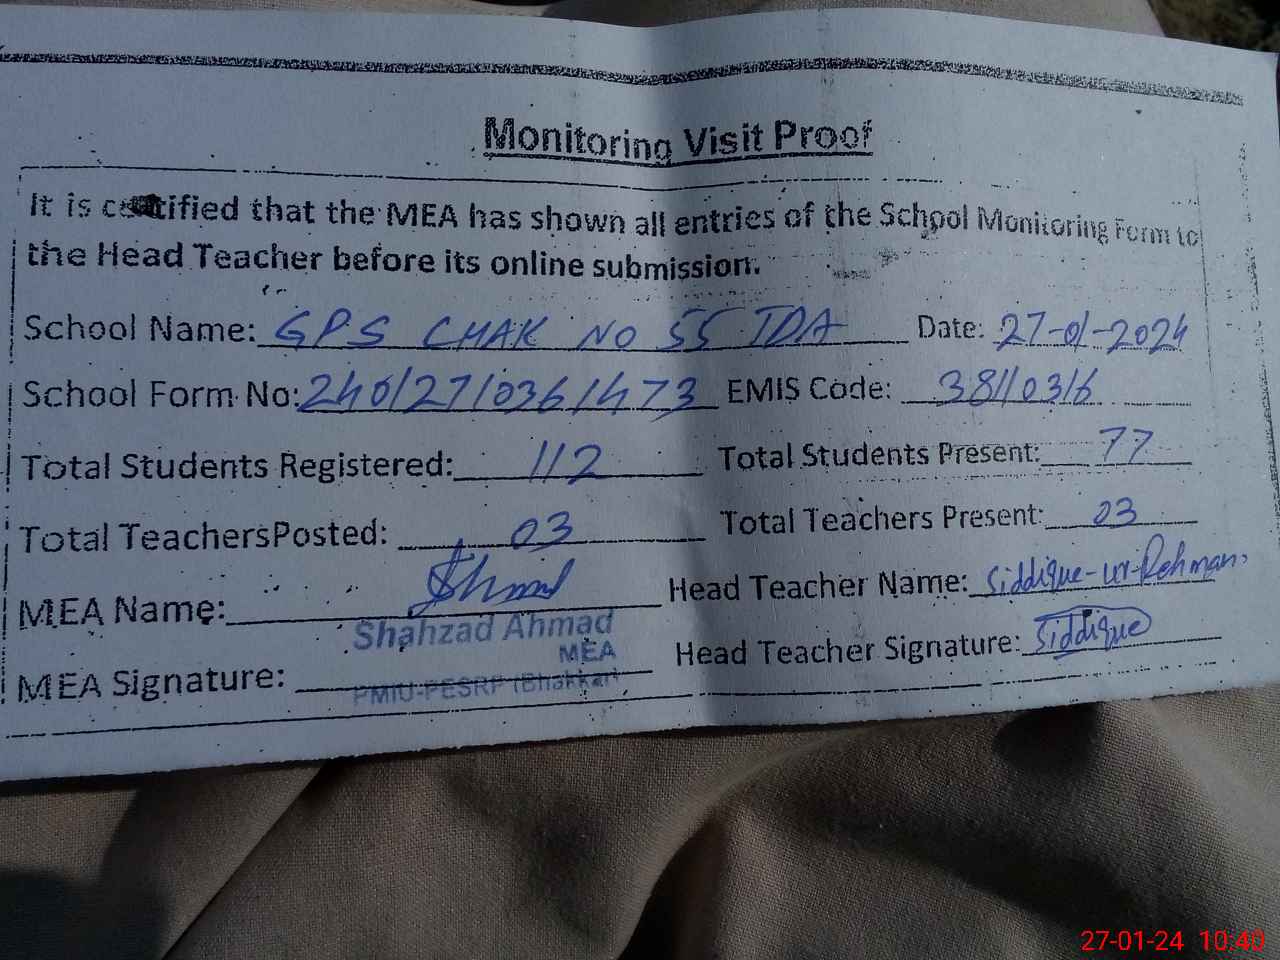 Monitoring Visit Proof
It is certified that the MEA has shown all entries of the School Monitoring Form to
the Head Teacher before its online submission.
School Name: GPS CHAK NO 55 TDA Date: 27-01-2024
School Form No: 24012710361473 EMIS Code: 38110316
Total Students Registered: 112 Total Students Present: 77
Total TeachersPosted: 03 Total Teachers Present: 03
MEA Name: Head Teacher Name: Siddique-ur-Rehman.
Shahzad Ahmad
MEA
MEA Signature: Head Teacher Signature: Siddique
PMIU-PESRP (Bhakkar)
27-01-24 10:40